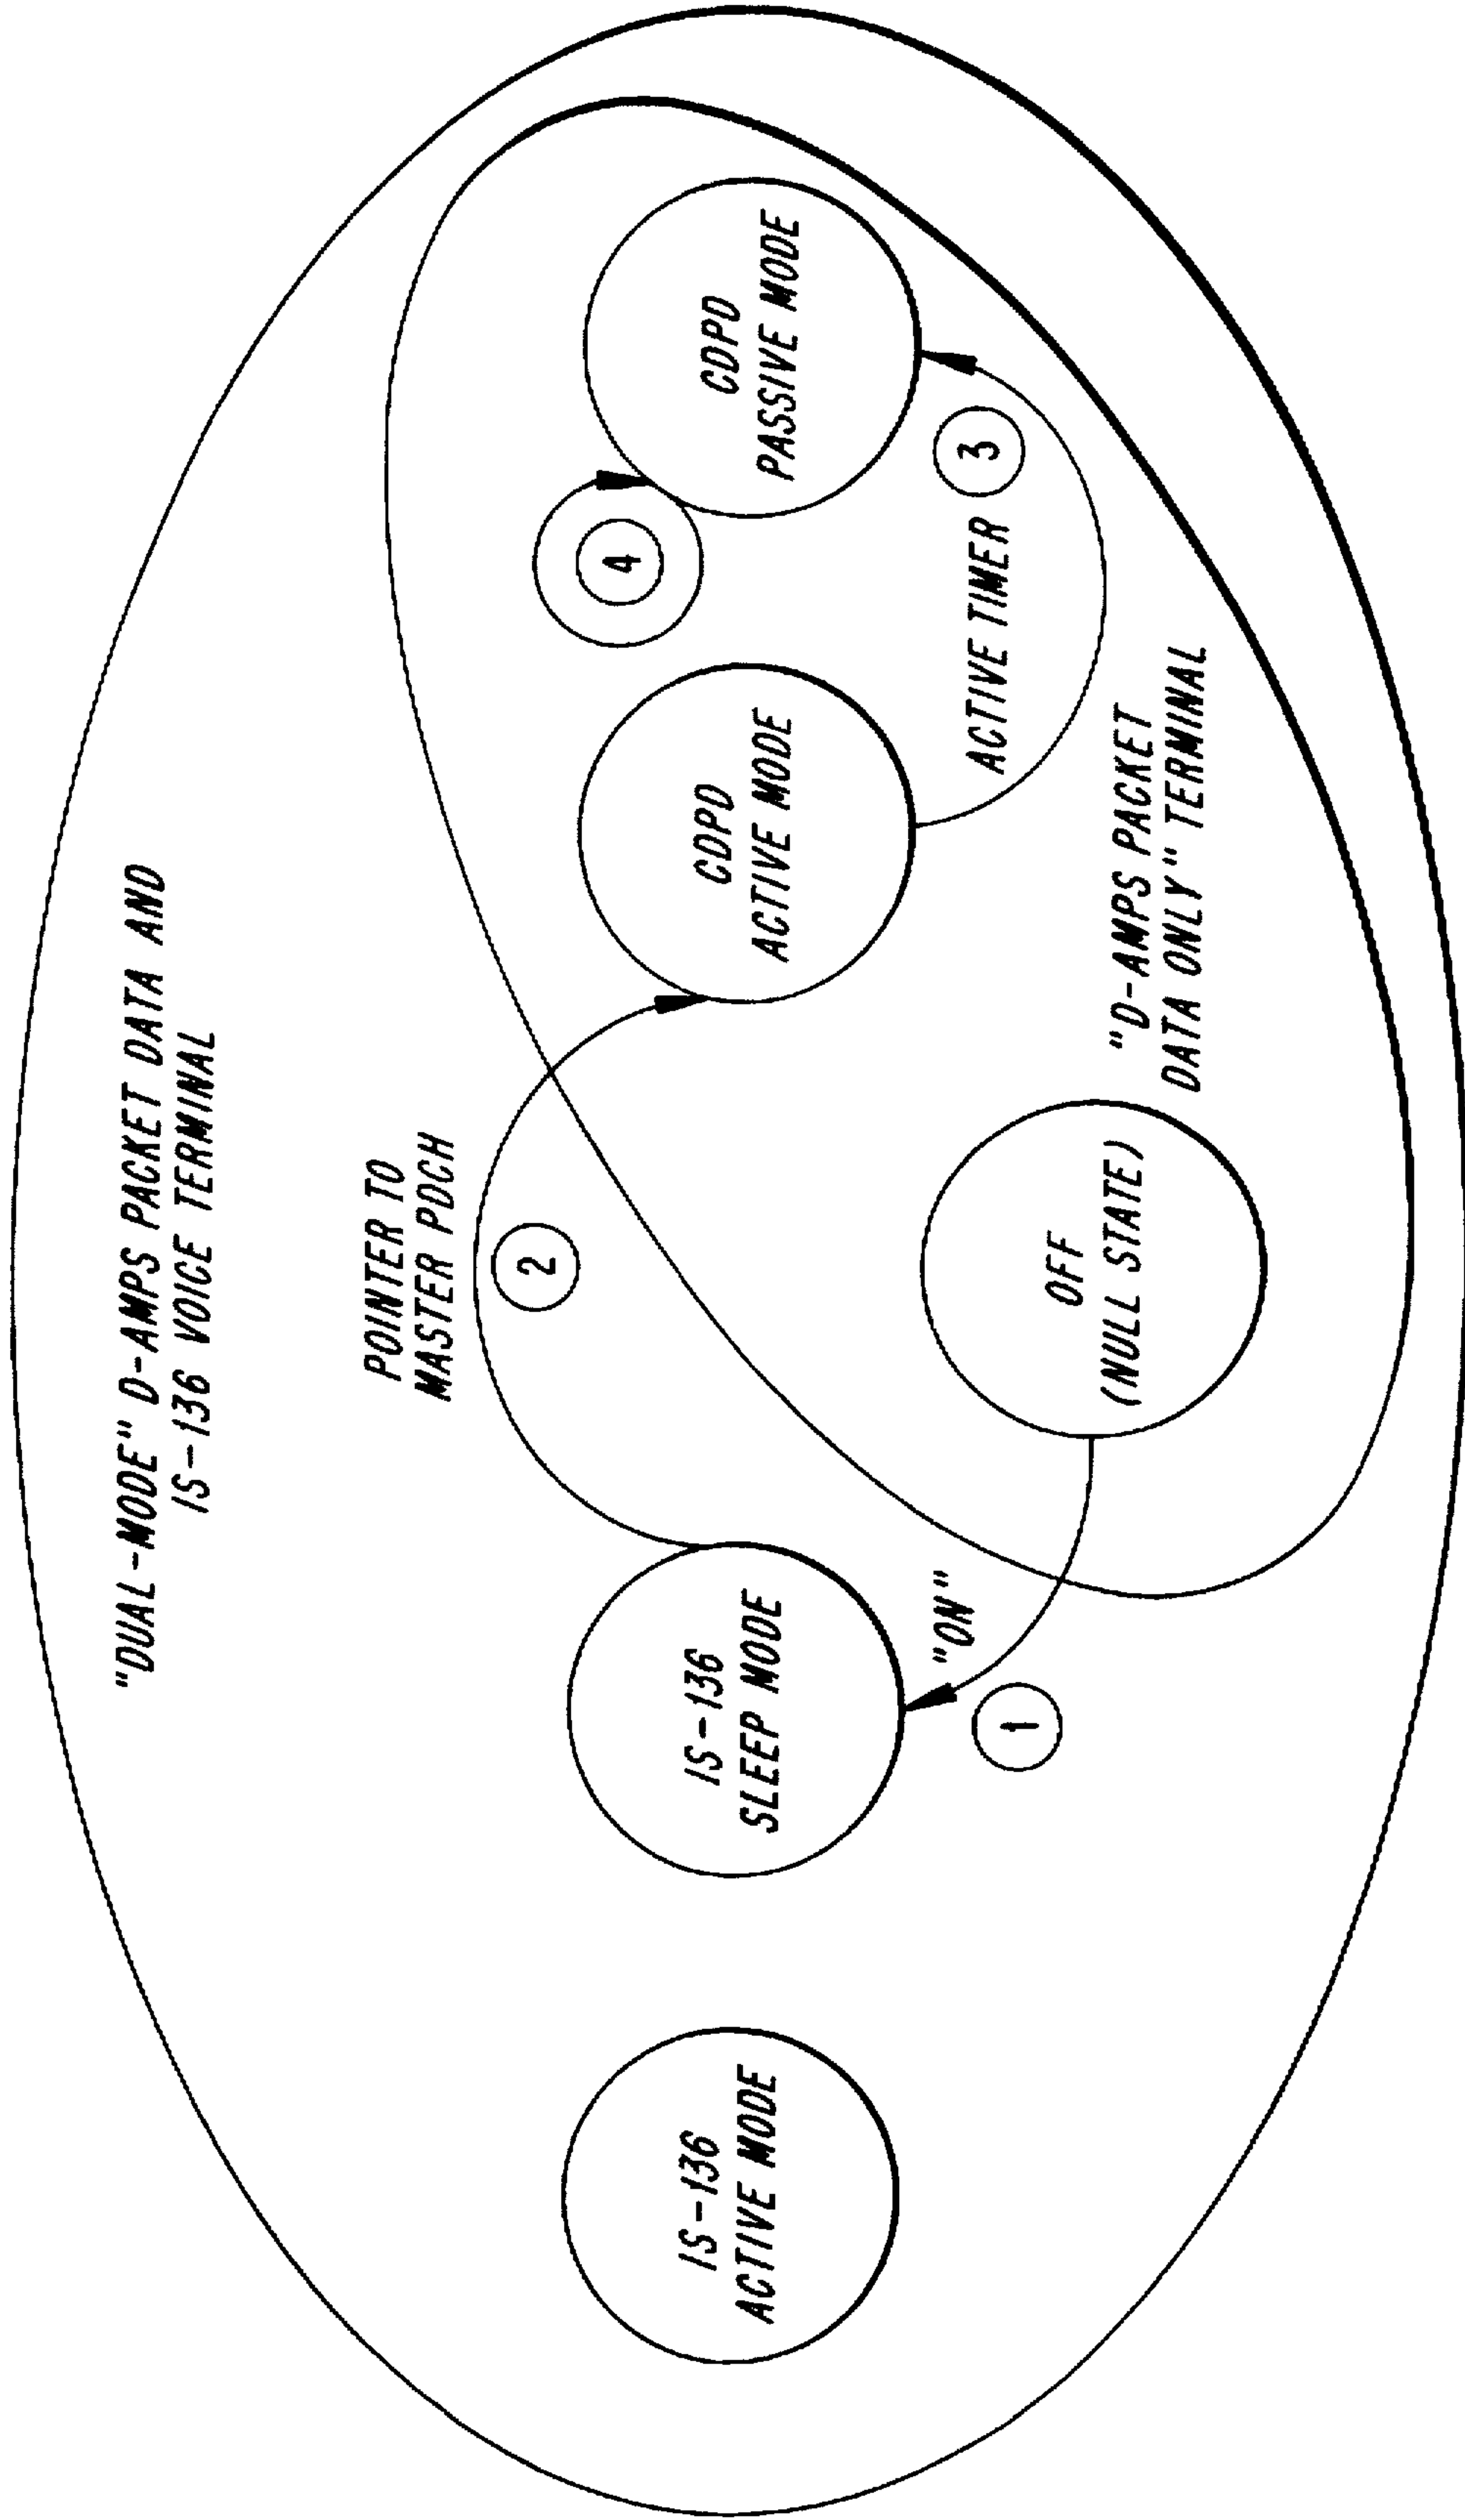 "DUAL-MODE" D-AMPS PACKET DATA AND
IS-136 VOICE TERMINAL
POINTER TO
MASTER PDCH
2
4
IS-136
ACTIVE MODE
IS-136
SLEEP MODE
CDPD
ACTIVE MODE
CDPD
PASSIVE MODE
"ON"
1
ACTIVE TIMER
3
OFF
(NULL STATE)
"D-AMPS PACKET
DATA ONLY" TERMINAL